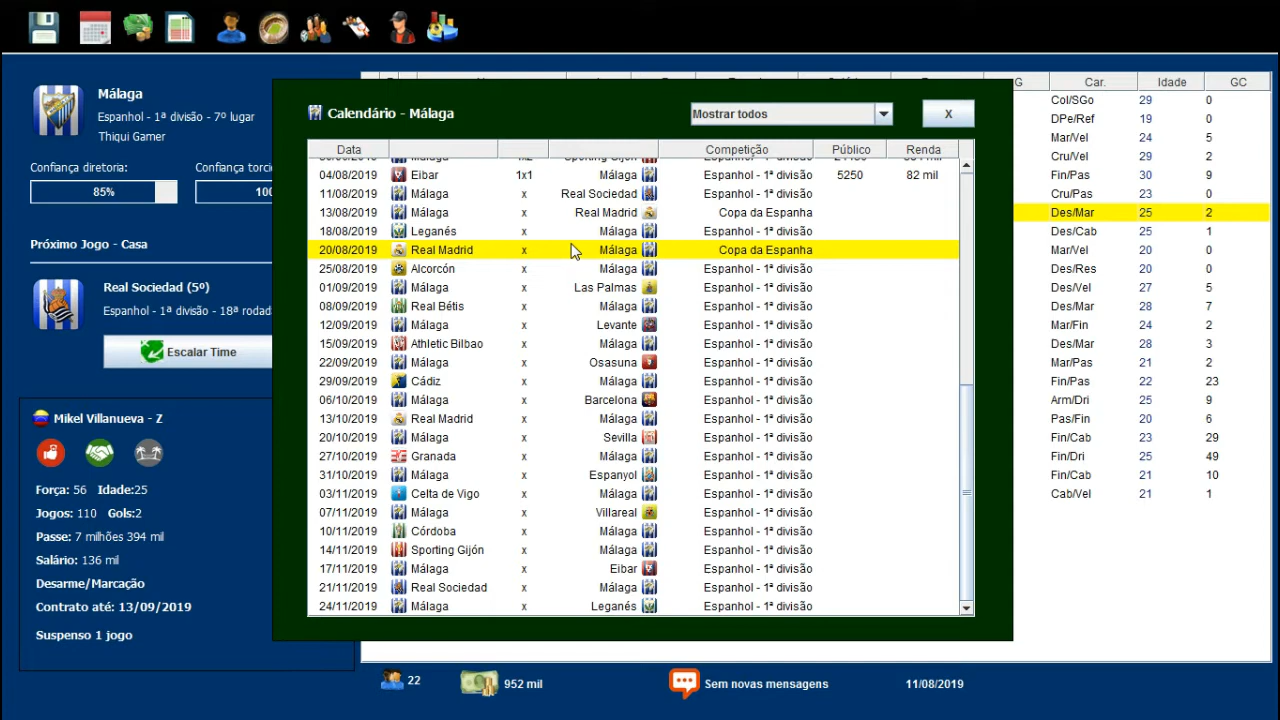 Málaga
Espanhol - 1ª divisão - 7º lugar
Thiqui Gamer
Confiança diretoria:
Confiança torci
85%
100
Próximo Jogo - Casa
Real Sociedad (5º)
Espanhol - 1ª divisão - 18ª rodad
Escalar Time
Mikel Villanueva - Z
Força: 56 Idade:25
Jogos: 110 Gols:2
Passe: 7 milhões 394 mil
Salário: 136 mil
Desarme/Marcação
Contrato até: 13/09/2019
Suspenso 1 jogo
Calendário - Málaga
Mostrar todos
X
Data Competição Público Renda
04/08/2019 Eibar 1x1 Málaga Espanhol - 1ª divisão 5250 82 mil
11/08/2019 Málaga x Real Sociedad Espanhol - 1ª divisão
13/08/2019 Málaga x Real Madrid Copa da Espanha
18/08/2019 Leganés x Málaga Espanhol - 1ª divisão
20/08/2019 Real Madrid x Málaga Copa da Espanha
25/08/2019 Alcorcón x Málaga Espanhol - 1ª divisão
01/09/2019 Málaga x Las Palmas Espanhol - 1ª divisão
08/09/2019 Real Bétis x Málaga Espanhol - 1ª divisão
12/09/2019 Málaga x Levante Espanhol - 1ª divisão
15/09/2019 Athletic Bilbao x Málaga Espanhol - 1ª divisão
22/09/2019 Málaga x Osasuna Espanhol - 1ª divisão
29/09/2019 Cádiz x Málaga Espanhol - 1ª divisão
06/10/2019 Málaga x Barcelona Espanhol - 1ª divisão
13/10/2019 Real Madrid x Málaga Espanhol - 1ª divisão
20/10/2019 Málaga x Sevilla Espanhol - 1ª divisão
27/10/2019 Granada x Málaga Espanhol - 1ª divisão
31/10/2019 Málaga x Espanyol Espanhol - 1ª divisão
03/11/2019 Celta de Vigo x Málaga Espanhol - 1ª divisão
07/11/2019 Málaga x Villareal Espanhol - 1ª divisão
10/11/2019 Córdoba x Málaga Espanhol - 1ª divisão
14/11/2019 Sporting Gijón x Málaga Espanhol - 1ª divisão
17/11/2019 Málaga x Eibar Espanhol - 1ª divisão
21/11/2019 Real Sociedad x Málaga Espanhol - 1ª divisão
24/11/2019 Málaga x Leganés Espanhol - 1ª divisão
G Car. Idade GC
Col/SGo 29 0
DPe/Ref 19 0
Mar/Vel 24 5
Cru/Vel 29 2
Fin/Pas 30 9
Cru/Pas 23 0
Des/Mar 25 2
Des/Cab 25 1
Mar/Vel 20 0
Des/Res 20 0
Des/Vel 27 5
Des/Mar 28 7
Mar/Fin 24 2
Des/Mar 28 3
Mar/Pas 21 2
Fin/Pas 22 23
Arm/Dri 25 9
Pas/Fin 20 6
Fin/Cab 23 29
Fin/Dri 25 49
Fin/Cab 21 10
Cab/Vel 21 1
22
952 mil
Sem novas mensagens
11/08/2019